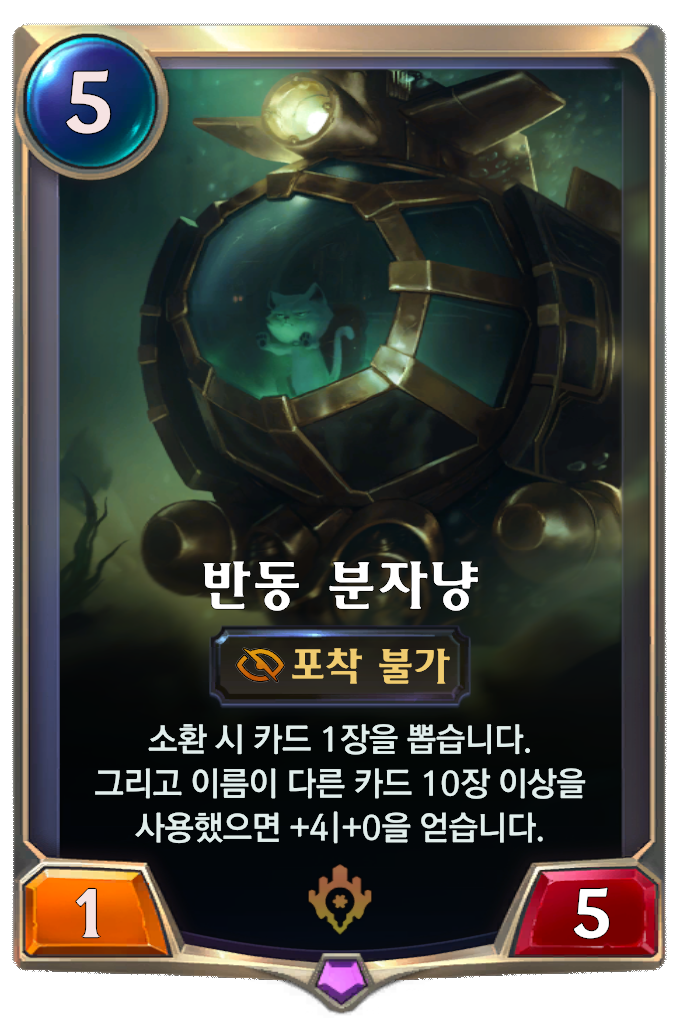 5
반동 분자냥
포착 불가
소환 시 카드 1장을 뽑습니다.
그리고 이름이 다른 카드 10장 이상을
사용했으면 +4|+0을 얻습니다.
1
5